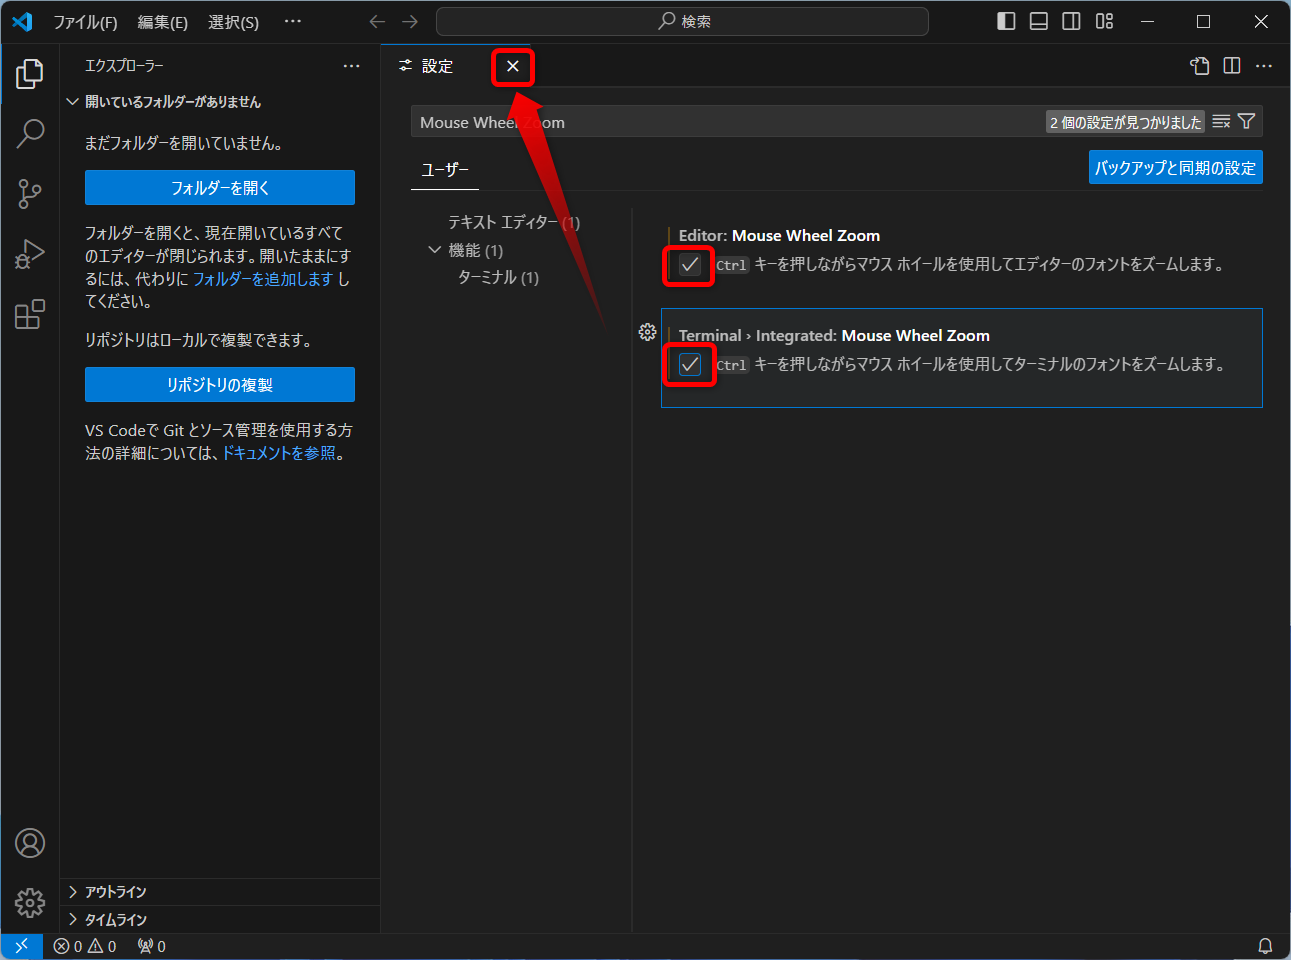 ファイル(F) 編集(E) 選択(S) ···
検索
エクスプローラー
開いているフォルダーがありません
まだフォルダーを開いていません。
フォルダーを開く
フォルダーを開くと、現在開いているすべて
のエディターが閉じられます。開いたままにす
るには、代わりに フォルダーを追加します し
てください。
リポジトリはローカルで複製できます。
リポジトリの複製
VS Codeで Git とソース管理を使用する方
法の詳細については、ドキュメントを参照。
アウトライン
タイムライン
設定
Mouse Wheel Zoom
2 個の設定が見つかりました
ユーザー
バックアップと同期の設定
テキスト エディター (1)
機能 (1)
ターミナル (1)
Editor: Mouse Wheel Zoom
Ctrl キーを押しながらマウス ホイールを使用してエディターのフォントをズームします。
Terminal › Integrated: Mouse Wheel Zoom
Ctrl キーを押しながらマウス ホイールを使用してターミナルのフォントをズームします。
0 0 0